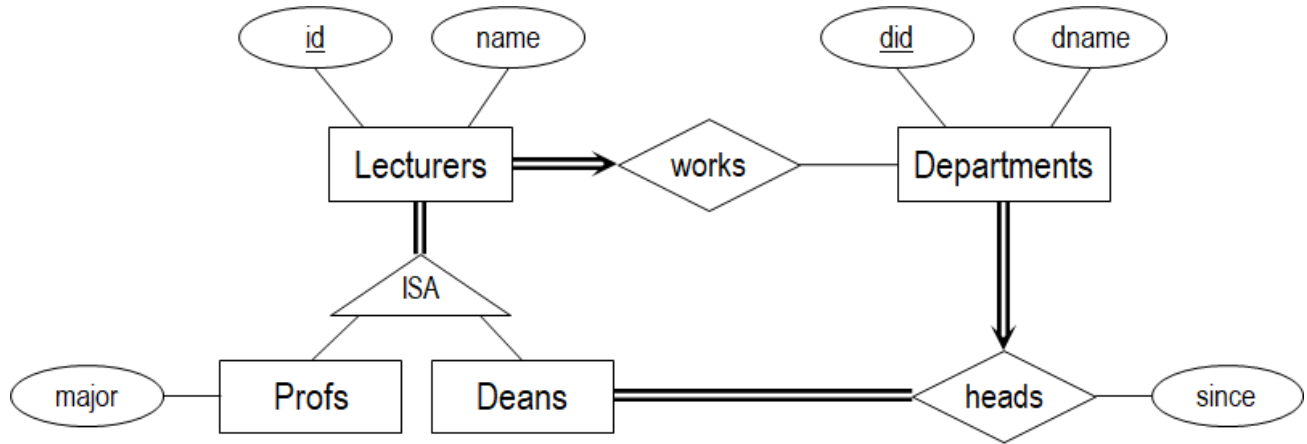 id
name
did
dname
Lecturers
works
Departments
ISA
major
Profs
Deans
heads
since